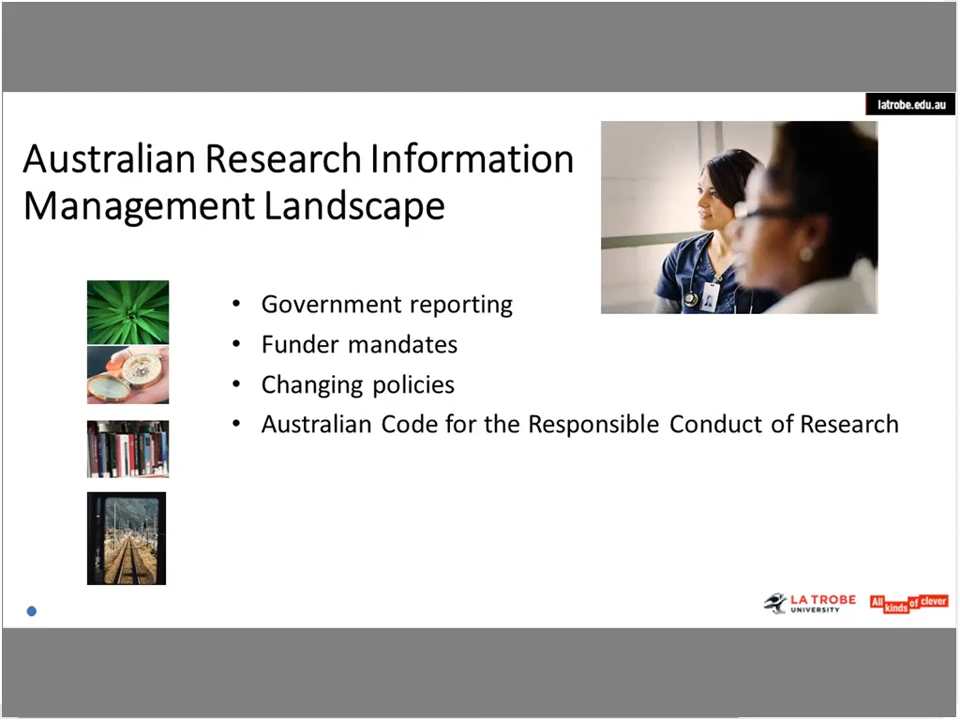 latrobe.edu.au
Australian Research Information
Management Landscape
• Government reporting
• Funder mandates
• Changing policies
• Australian Code for the Responsible Conduct of Research
LA TROBE
UNIVERSITY
All kinds of clever